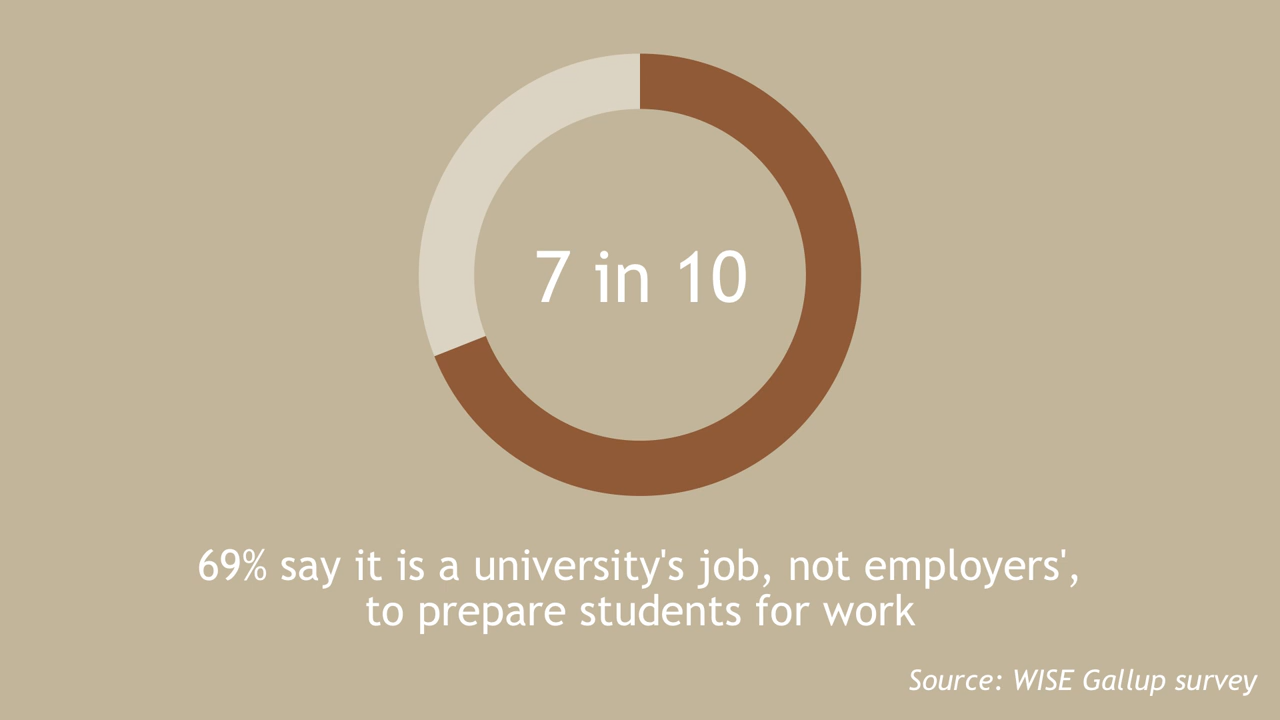 7 in 10
69% say it is a university's job, not employers',
to prepare students for work
Source: WISE Gallup survey